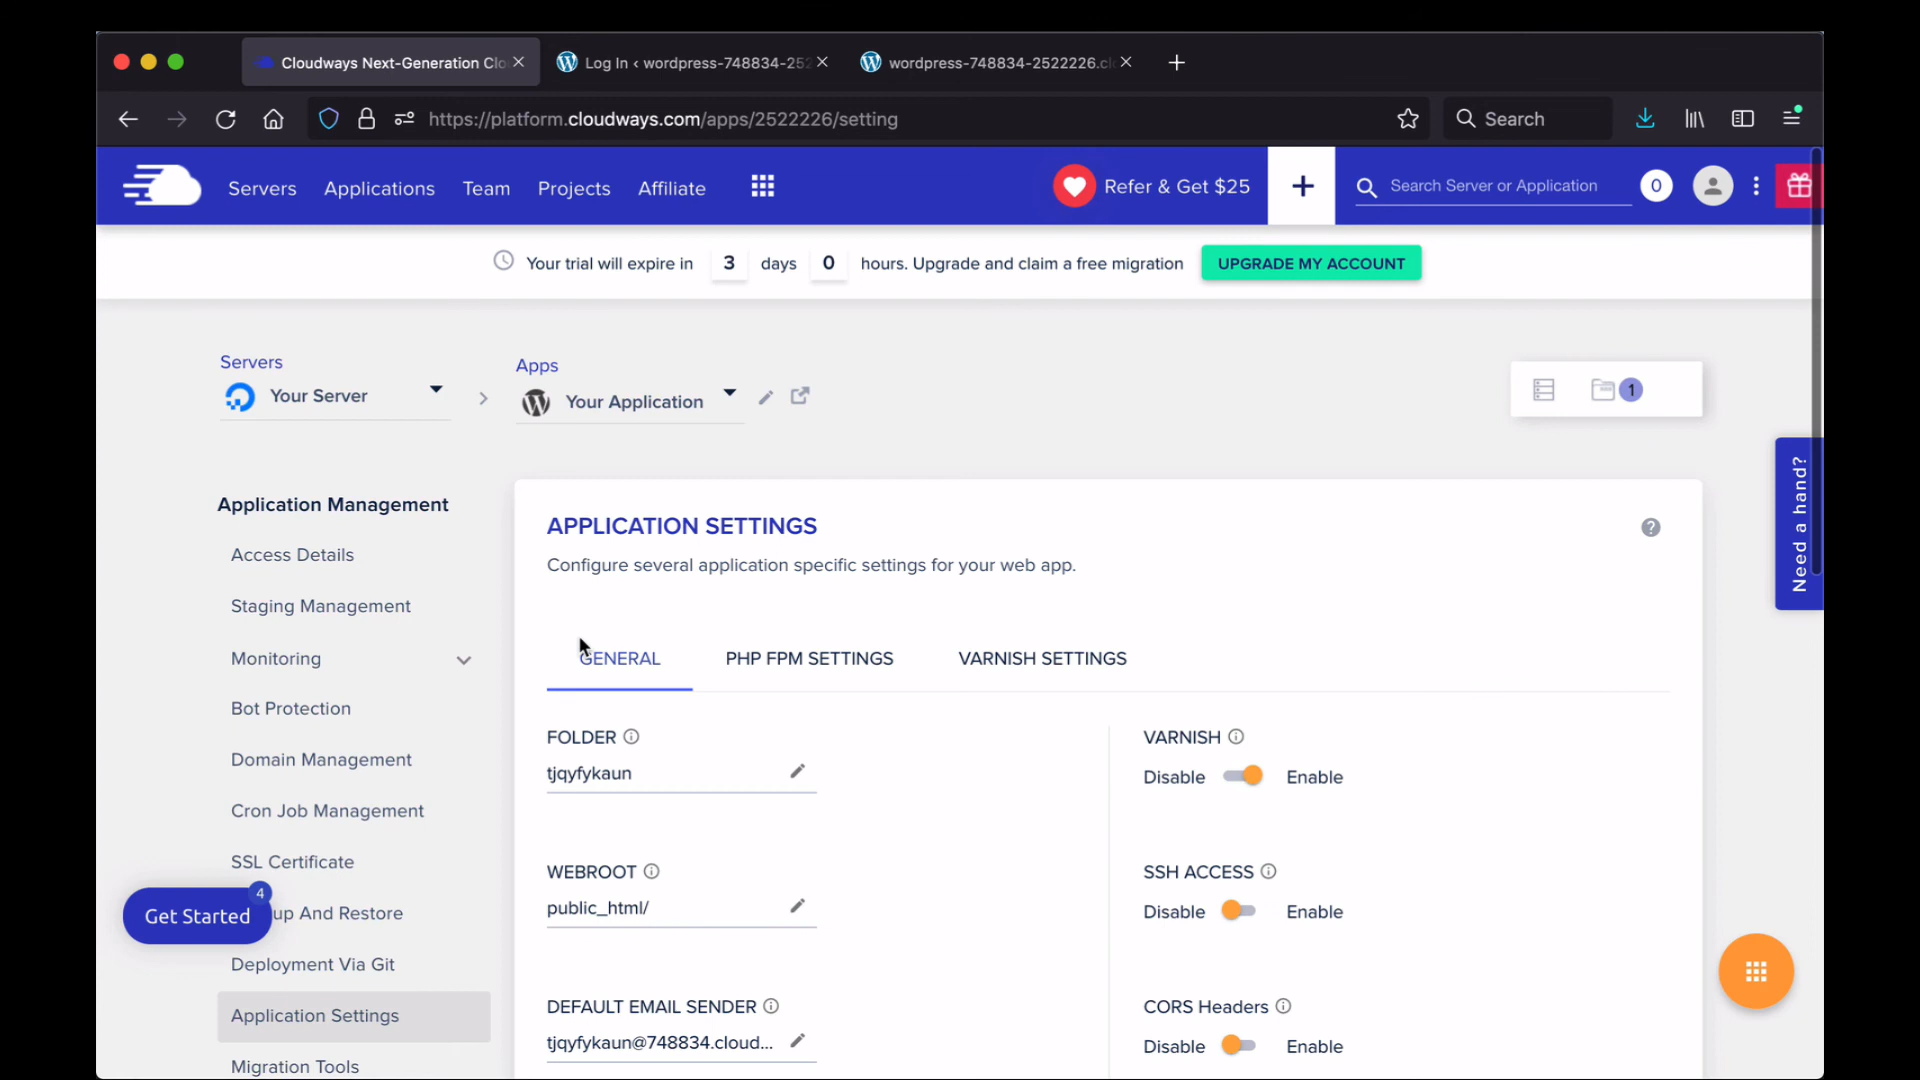 Cloudways Next-Generation Clo
Log In ‹ wordpress-748834-252
wordpress-748834-2522226.cl
https://platform.cloudways.com/apps/2522226/setting
Search
Servers
Applications
Team
Projects
Affiliate
Refer & Get $25
Search Server or Application
0
Your trial will expire in 3 days 0 hours. Upgrade and claim a free migration
UPGRADE MY ACCOUNT
Servers
Your Server
Apps
Your Application
1
Need a hand?
Application Management
Access Details
Staging Management
Monitoring
Bot Protection
Domain Management
Cron Job Management
SSL Certificate
up And Restore
4
Get Started
Deployment Via Git
Application Settings
Migration Tools
APPLICATION SETTINGS
Configure several application specific settings for your web app.
GENERAL
PHP FPM SETTINGS
VARNISH SETTINGS
FOLDER
tjqyfykaun
WEBROOT
public_html/
DEFAULT EMAIL SENDER
tjqyfykaun@748834.cloud...
VARNISH
Disable Enable
SSH ACCESS
Disable Enable
CORS Headers
Disable Enable